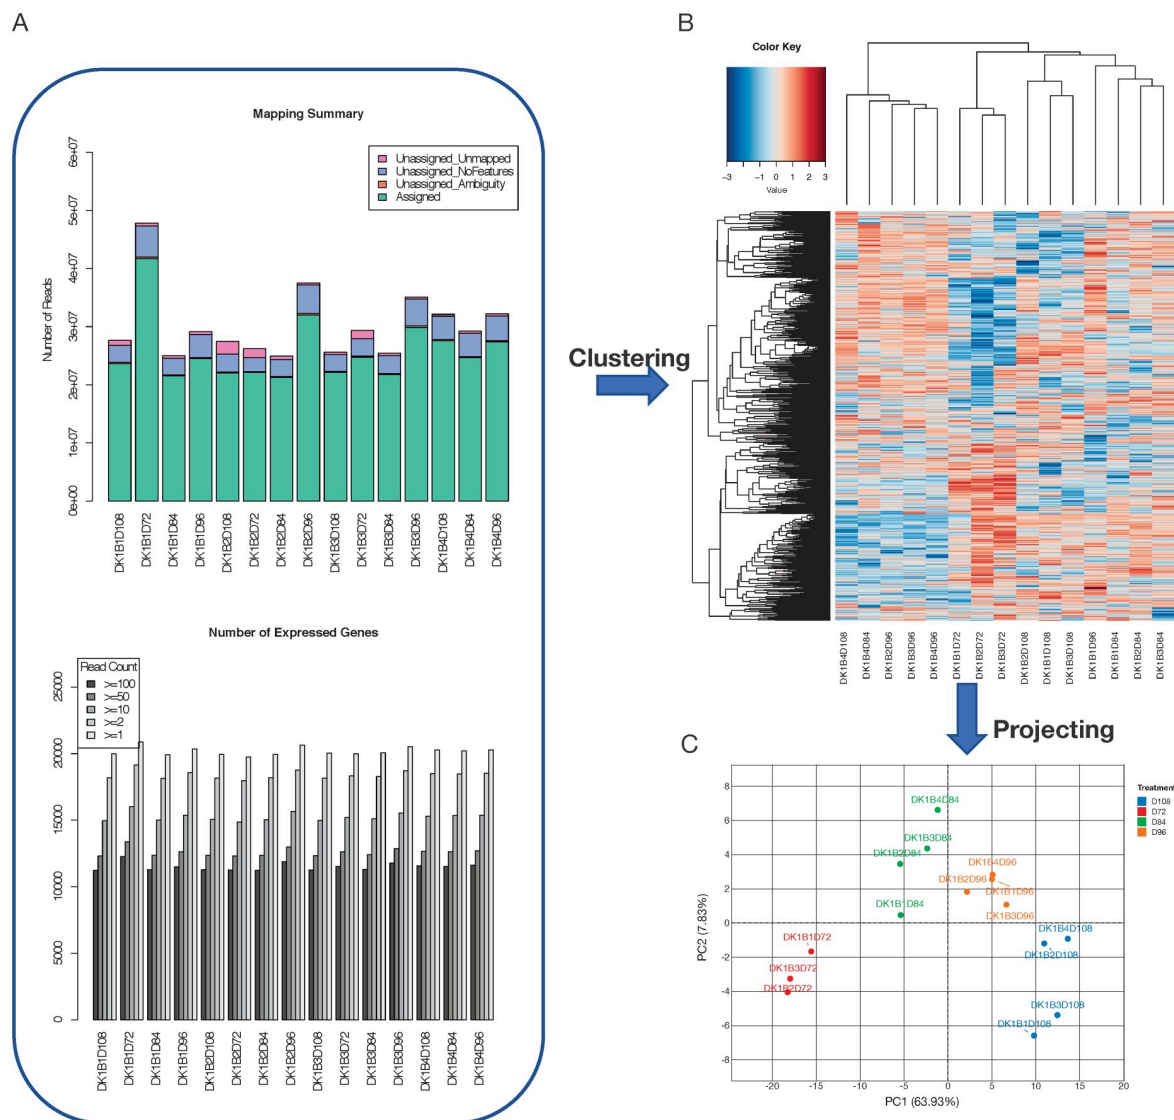 A
Mapping Summary
Number of Reads
0e+00 1e+07 2e+07 3e+07 4e+07 5e+07 6e+07
Unassigned_Unmapped
Unassigned_NoFeatures
Unassigned_Ambiguity
Assigned
DK1B1D108 DK1B1D72 DK1B1D84 DK1B1D96 DK1B2D108 DK1B2D72 DK1B2D84 DK1B2D96 DK1B3D108 DK1B3D72 DK1B3D84 DK1B3D96 DK1B4D108 DK1B4D84 DK1B4D96
Number of Expressed Genes
Read Count
>=100
>=50
>=10
>=2
>=1
0 5000 10000 15000 20000 25000
DK1B1D108 DK1B1D72 DK1B1D84 DK1B1D96 DK1B2D108 DK1B2D72 DK1B2D84 DK1B2D96 DK1B3D108 DK1B3D72 DK1B3D84 DK1B3D96 DK1B4D108 DK1B4D84 DK1B4D96
Clustering
B
Color Key
-3 -2 -1 0 1 2 3
Value
DK1B4D108 DK1B4D84 DK1B2D96 DK1B3D96 DK1B4D96 DK1B1D72 DK1B2D72 DK1B3D72 DK1B2D108 DK1B1D108 DK1B3D108 DK1B1D96 DK1B1D84 DK1B2D84 DK1B3D84
Projecting
C
PC2 (7.83%)
8
6
4
2
0
-2
-4
-6
-8
DK1B4D84
DK1B3D84
DK1B2D84
DK1B4D96
DK1B2D96
DK1B1D96
DK1B1D84
DK1B3D96
DK1B4D108
DK1B1D72
DK1B2D108
DK1B3D72
DK1B2D72
DK1B3D108
DK1B1D108
-20 -15 -10 -5 0 5 10 15 20
PC1 (63.93%)
Treatment
D108
D72
D84
D96